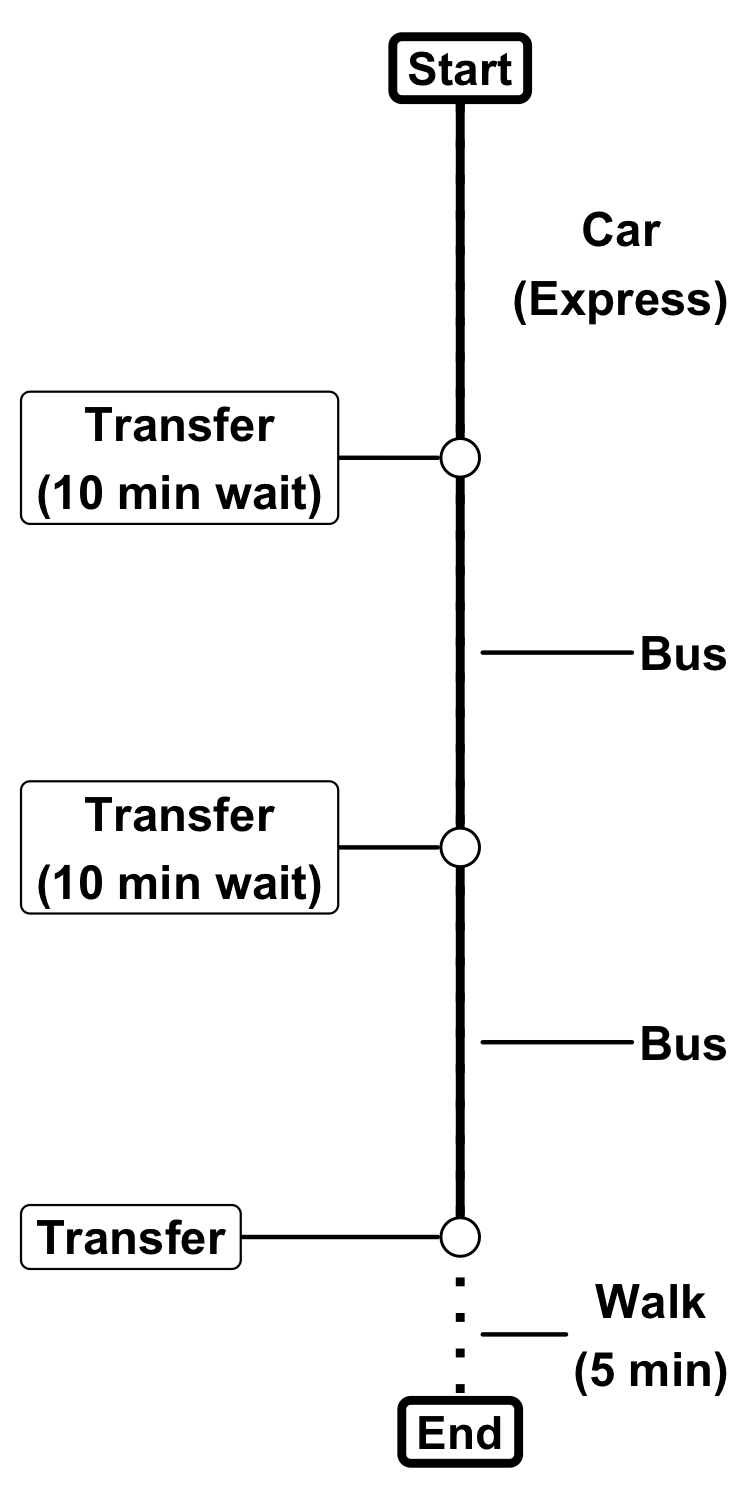 Start
Car
(Express)
Transfer
(10 min wait)
Bus
Transfer
(10 min wait)
Bus
Transfer
Walk
(5 min)
End